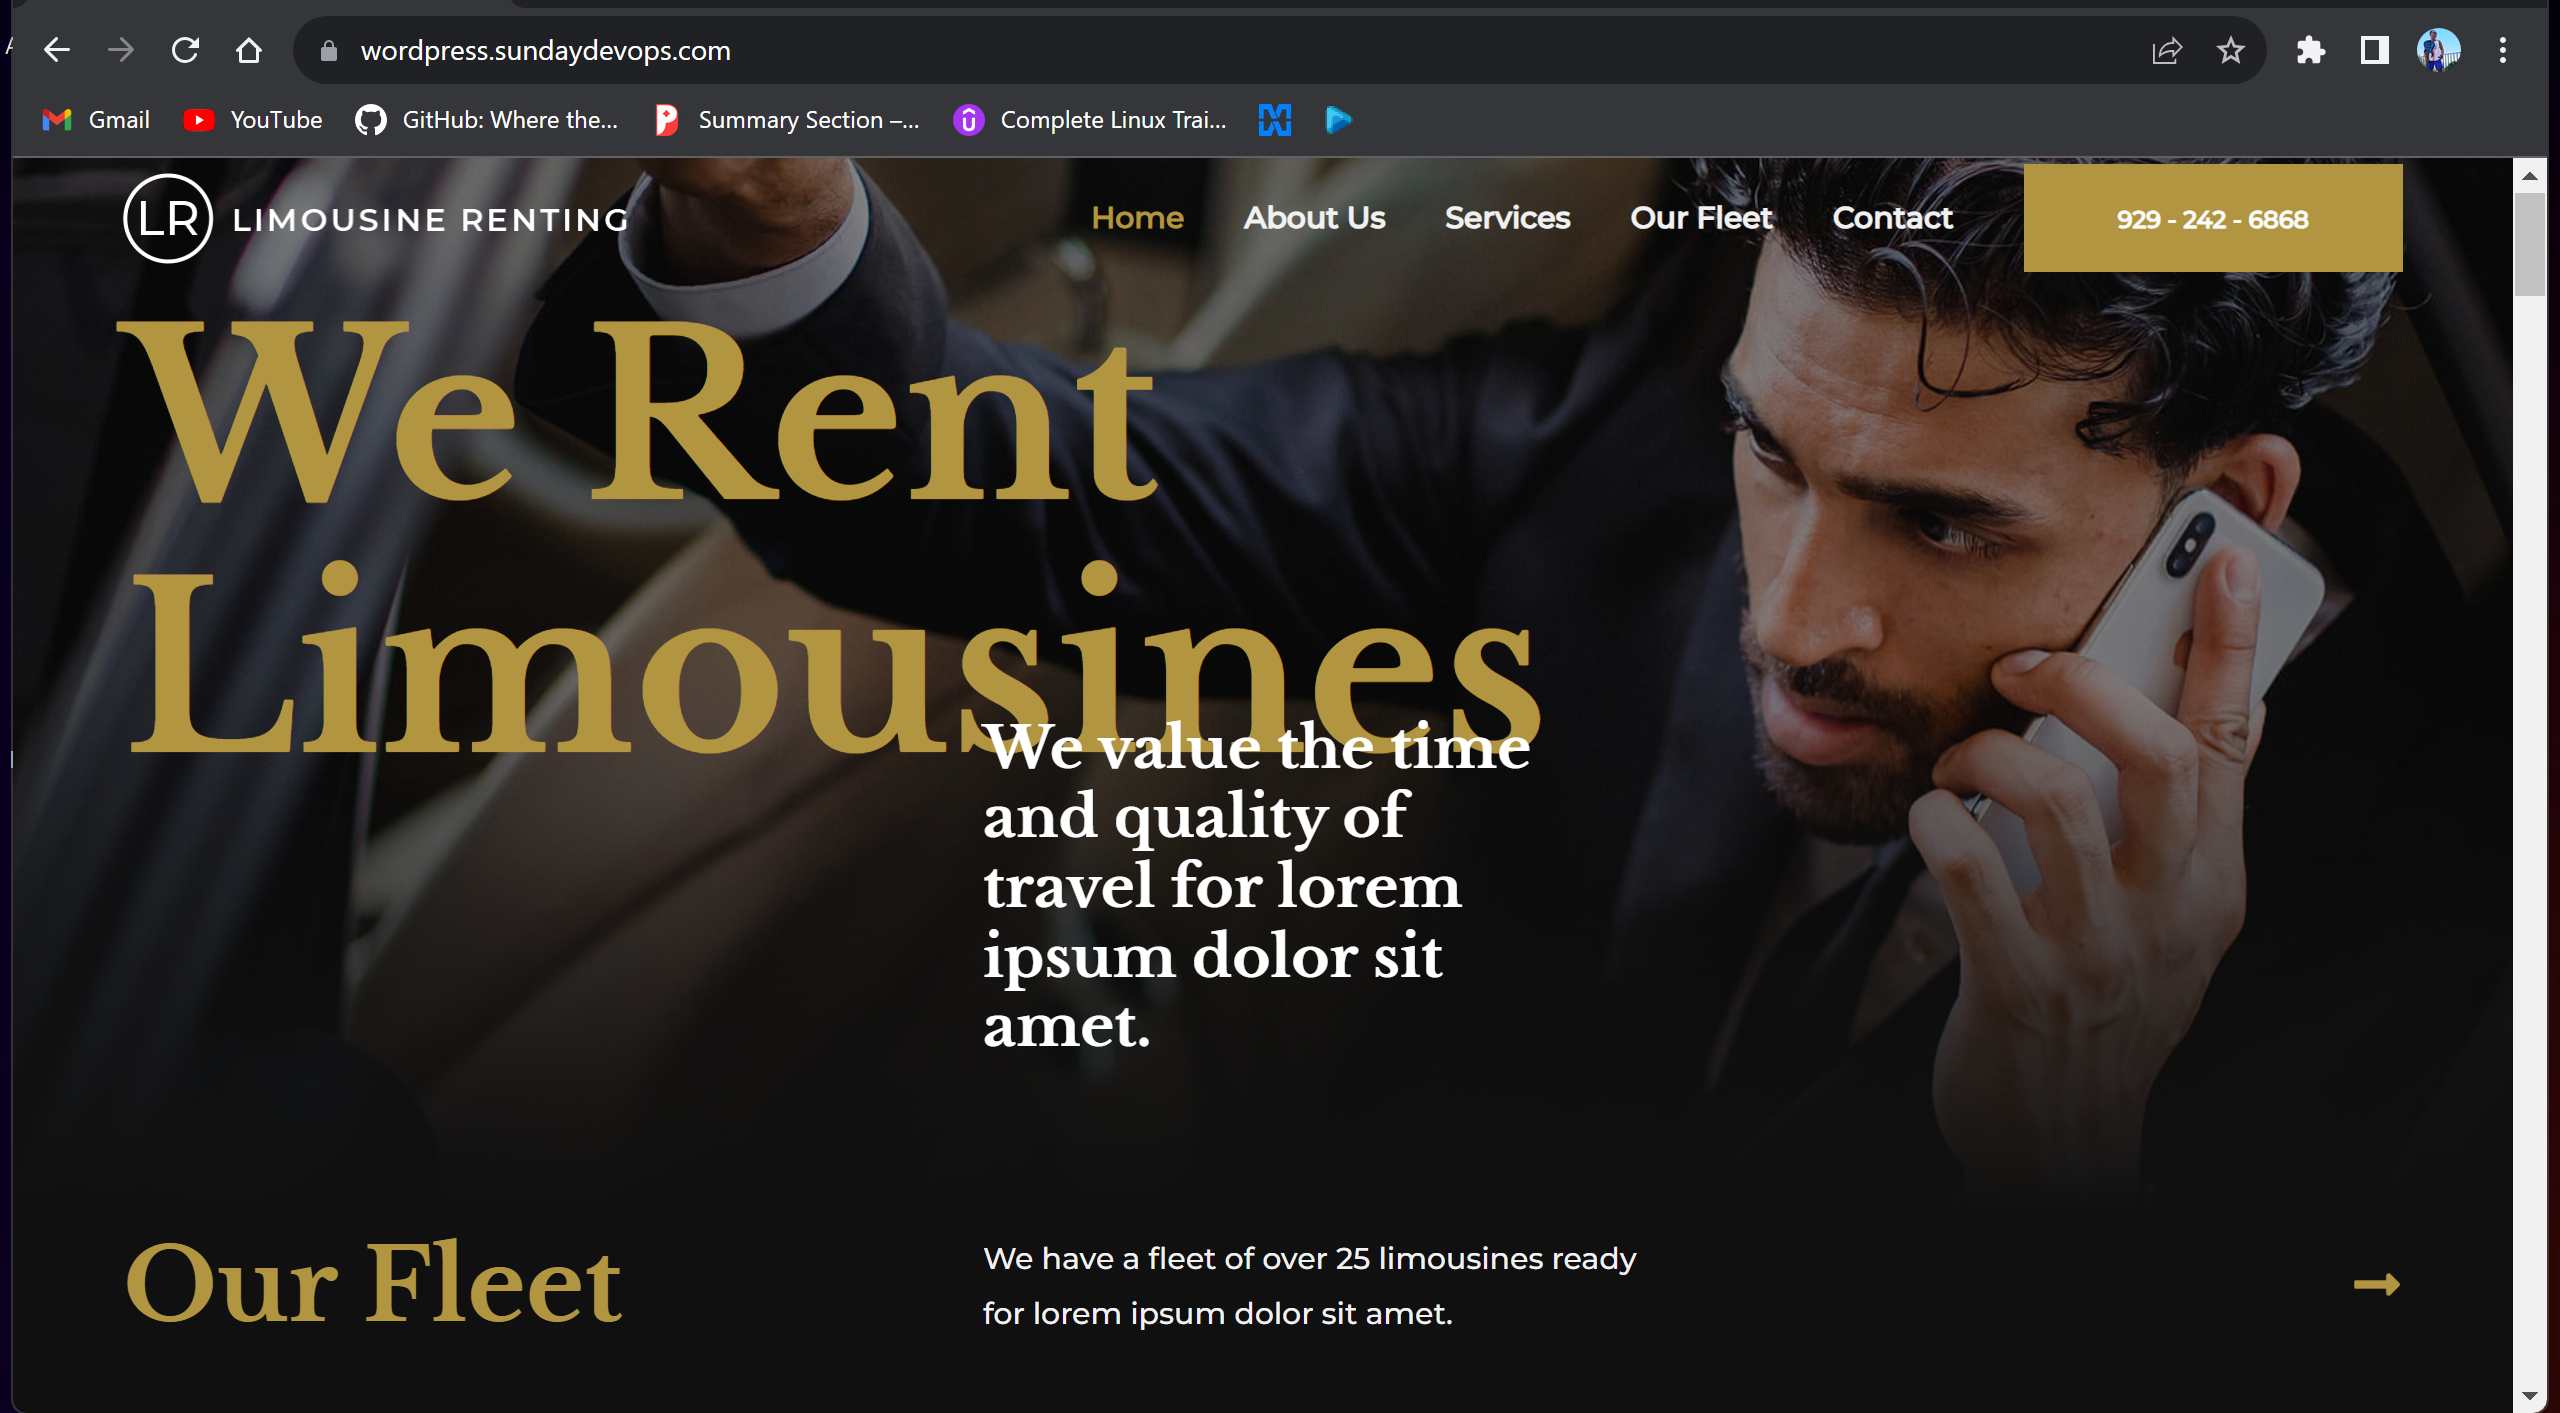 wordpress.sundaydevops.com
Gmail
YouTube
GitHub: Where the...
Summary Section –...
Complete Linux Trai...
LR LIMOUSINE RENTING
Home
About Us
Services
Our Fleet
Contact
929 - 242 - 6868
We Rent
Limousines
We value the time
and quality of
travel for lorem
ipsum dolor sit
amet.
Our Fleet
We have a fleet of over 25 limousines ready
for lorem ipsum dolor sit amet.